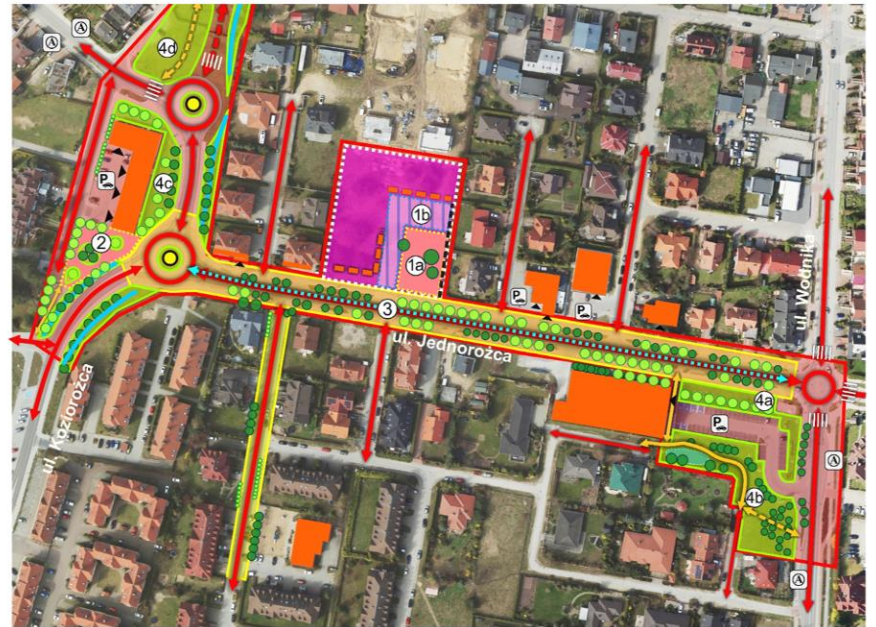 4d
A
A
P
4c
2
1b
1a
3
P
P
ul. Jednorożca
ul. Wodnika
ul. Koziorożca
4a
P
4b
A
A